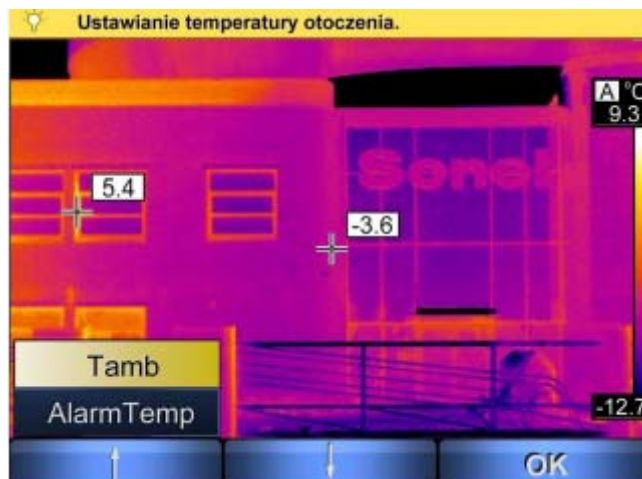 Ustawianie temperatury otoczenia.
A °C
9.3
Sonel
5.4
-3.6
Tamb
AlarmTemp
-12.7
OK